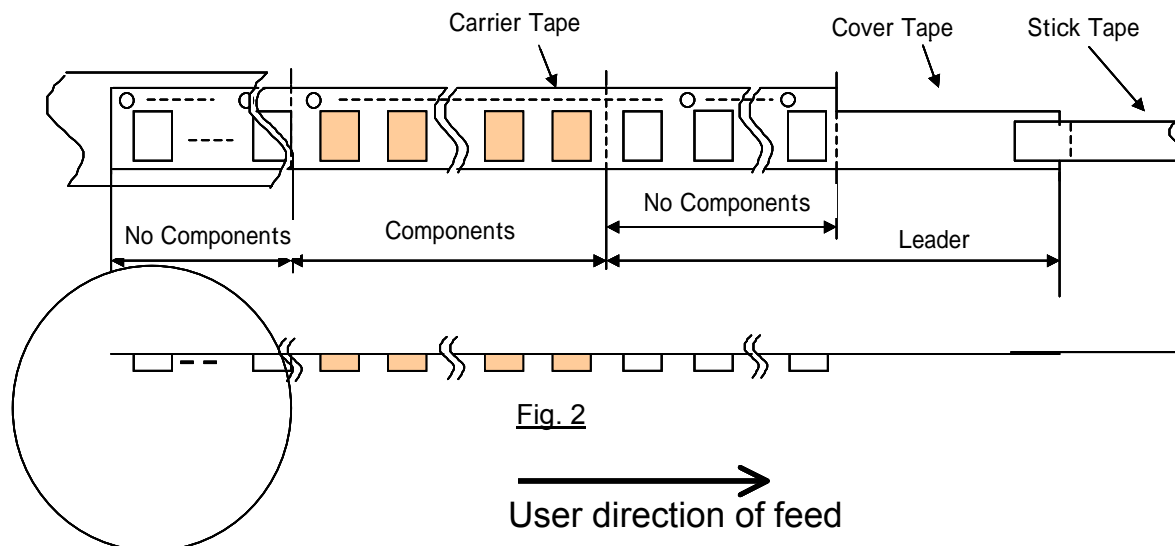 Carrier Tape
Cover Tape
Stick Tape
No Components
No Components
Components
Leader
Fig. 2
User direction of feed